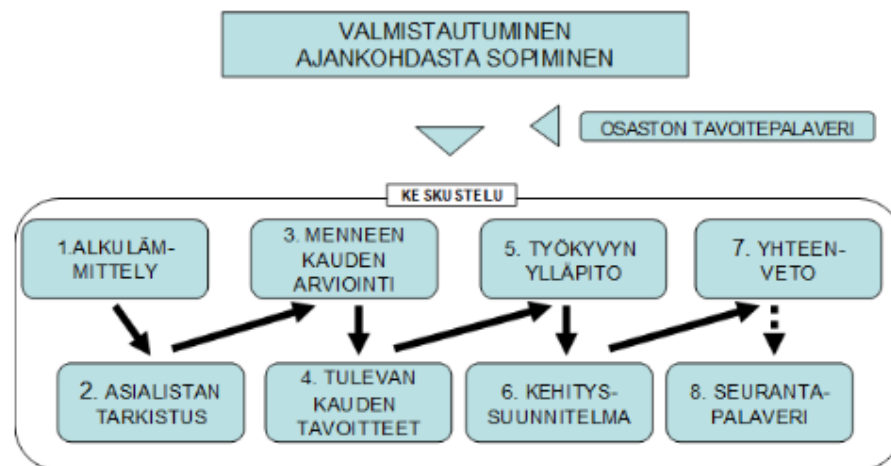 VALMISTAUTUMINEN
AJANKOHDASTA SOPIMINEN
OSASTON TAVOITEPALAVERI
KESKUSTELU
1.ALKULÄM-
MITTELY
3. MENNEEN
KAUDEN
ARVIOINTI
5. TYÖKYVYN
YLLÄPITO
7. YHTEEN-
VETO
2. ASIALISTAN
TARKISTUS
4. TULEVAN
KAUDEN
TAVOITTEET
6. KEHITYS-
SUUNNITELMA
8. SEURANTA-
PALAVERI